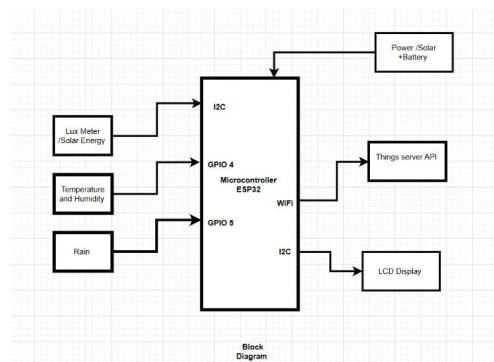 Power /Solar
+Battery
I2C
Lux Meter
/Solar Energy
Things server API
GPIO 4
Microcontroller
ESP32
Temperature
and Humidity
WiFi
GPIO 5
Rain
I2C
LCD Display
Block
Diagram